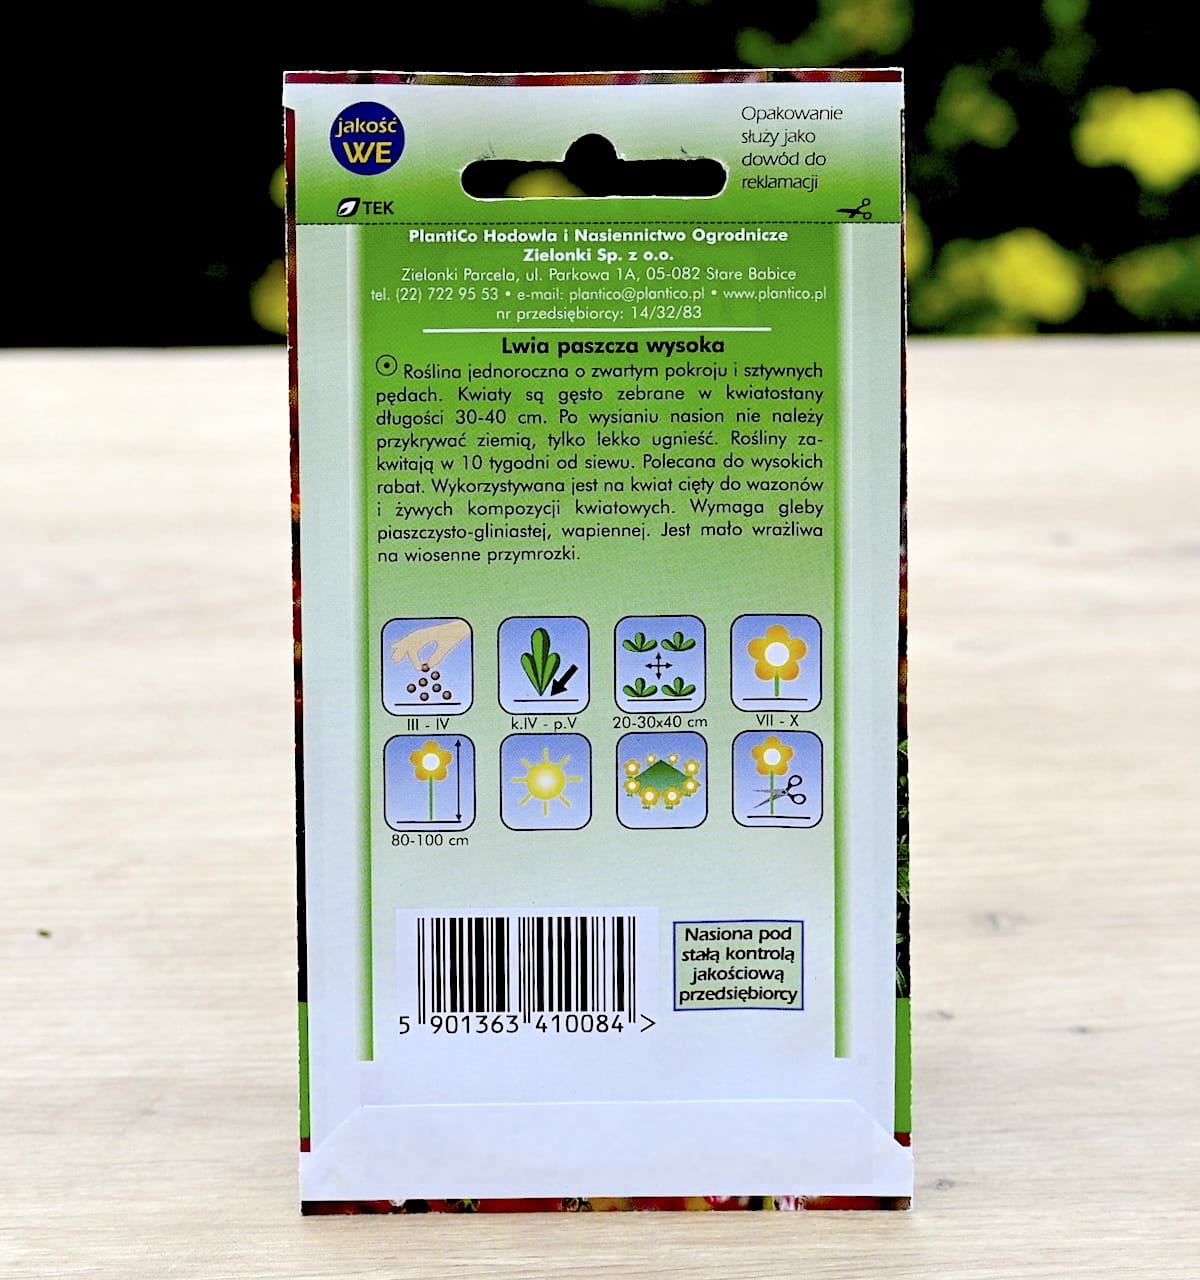 jakość
WE
TEK
Opakowanie
służy jako
dowód do
reklamacji
PlantiCo Hodowla i Nasiennictwo Ogrodnicze
Zielonki Sp. z o.o.
Zielonki Parcela, ul. Parkowa 1A, 05-082 Stare Babice
tel. (22) 722 95 53 • e-mail: plantico@plantico.pl • www.plantico.pl
nr przedsiębiorcy: 14/32/83
Lwia paszcza wysoka
Roślina jednoroczna o zwartym pokroju i sztywnych
pędach. Kwiaty są gęsto zebrane w kwiatostany
długości 30-40 cm. Po wysianiu nasion nie należy
przykrywać ziemią, tylko lekko ugnieść. Rośliny za-
kwitają w 10 tygodni od siewu. Polecana do wysokich
rabat. Wykorzystywana jest na kwiat cięty do wazonów
i żywych kompozycji kwiatowych. Wymaga gleby
piaszczysto-gliniastej, wapiennej. Jest mało wrażliwa
na wiosenne przymrozki.
III - IV
k.IV - p.V
20-30x40 cm
VII - X
80-100 cm
5 901363 410084 >
Nasiona pod
stałą kontrolą
jakościową
przedsiębiorcy